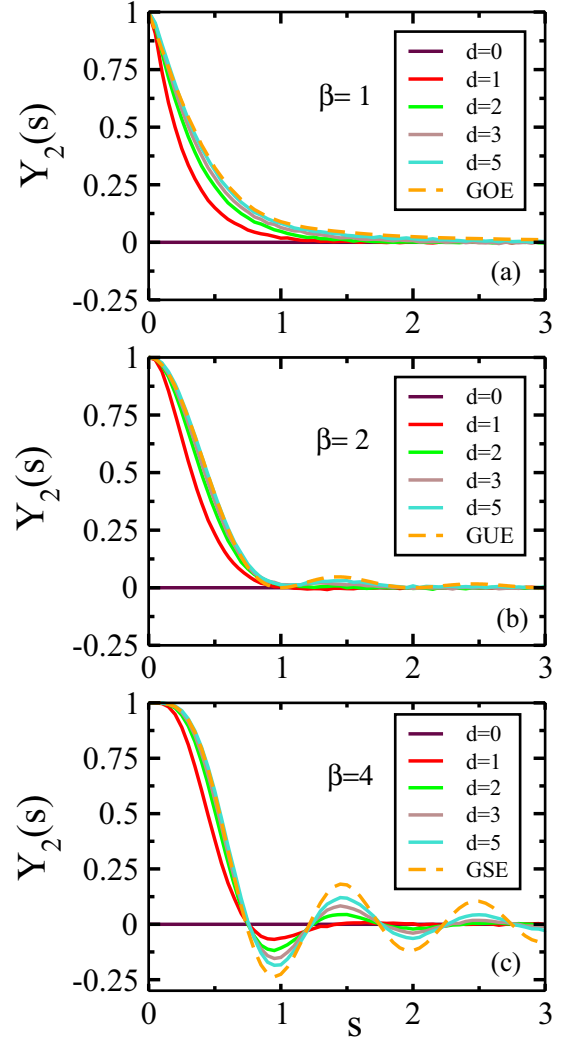 1
0.75
0.5
0.25
0
-0.25
Y_2(s)
β= 1
d=0
d=1
d=2
d=3
d=5
GOE
(a)
0 1 2 3
1
0.75
0.5
0.25
0
-0.25
Y_2(s)
β= 2
d=0
d=1
d=2
d=3
d=5
GUE
(b)
0 1 2 3
1
0.75
0.5
0.25
0
-0.25
Y_2(s)
β=4
d=0
d=1
d=2
d=3
d=5
GSE
(c)
0 1 2 3
s